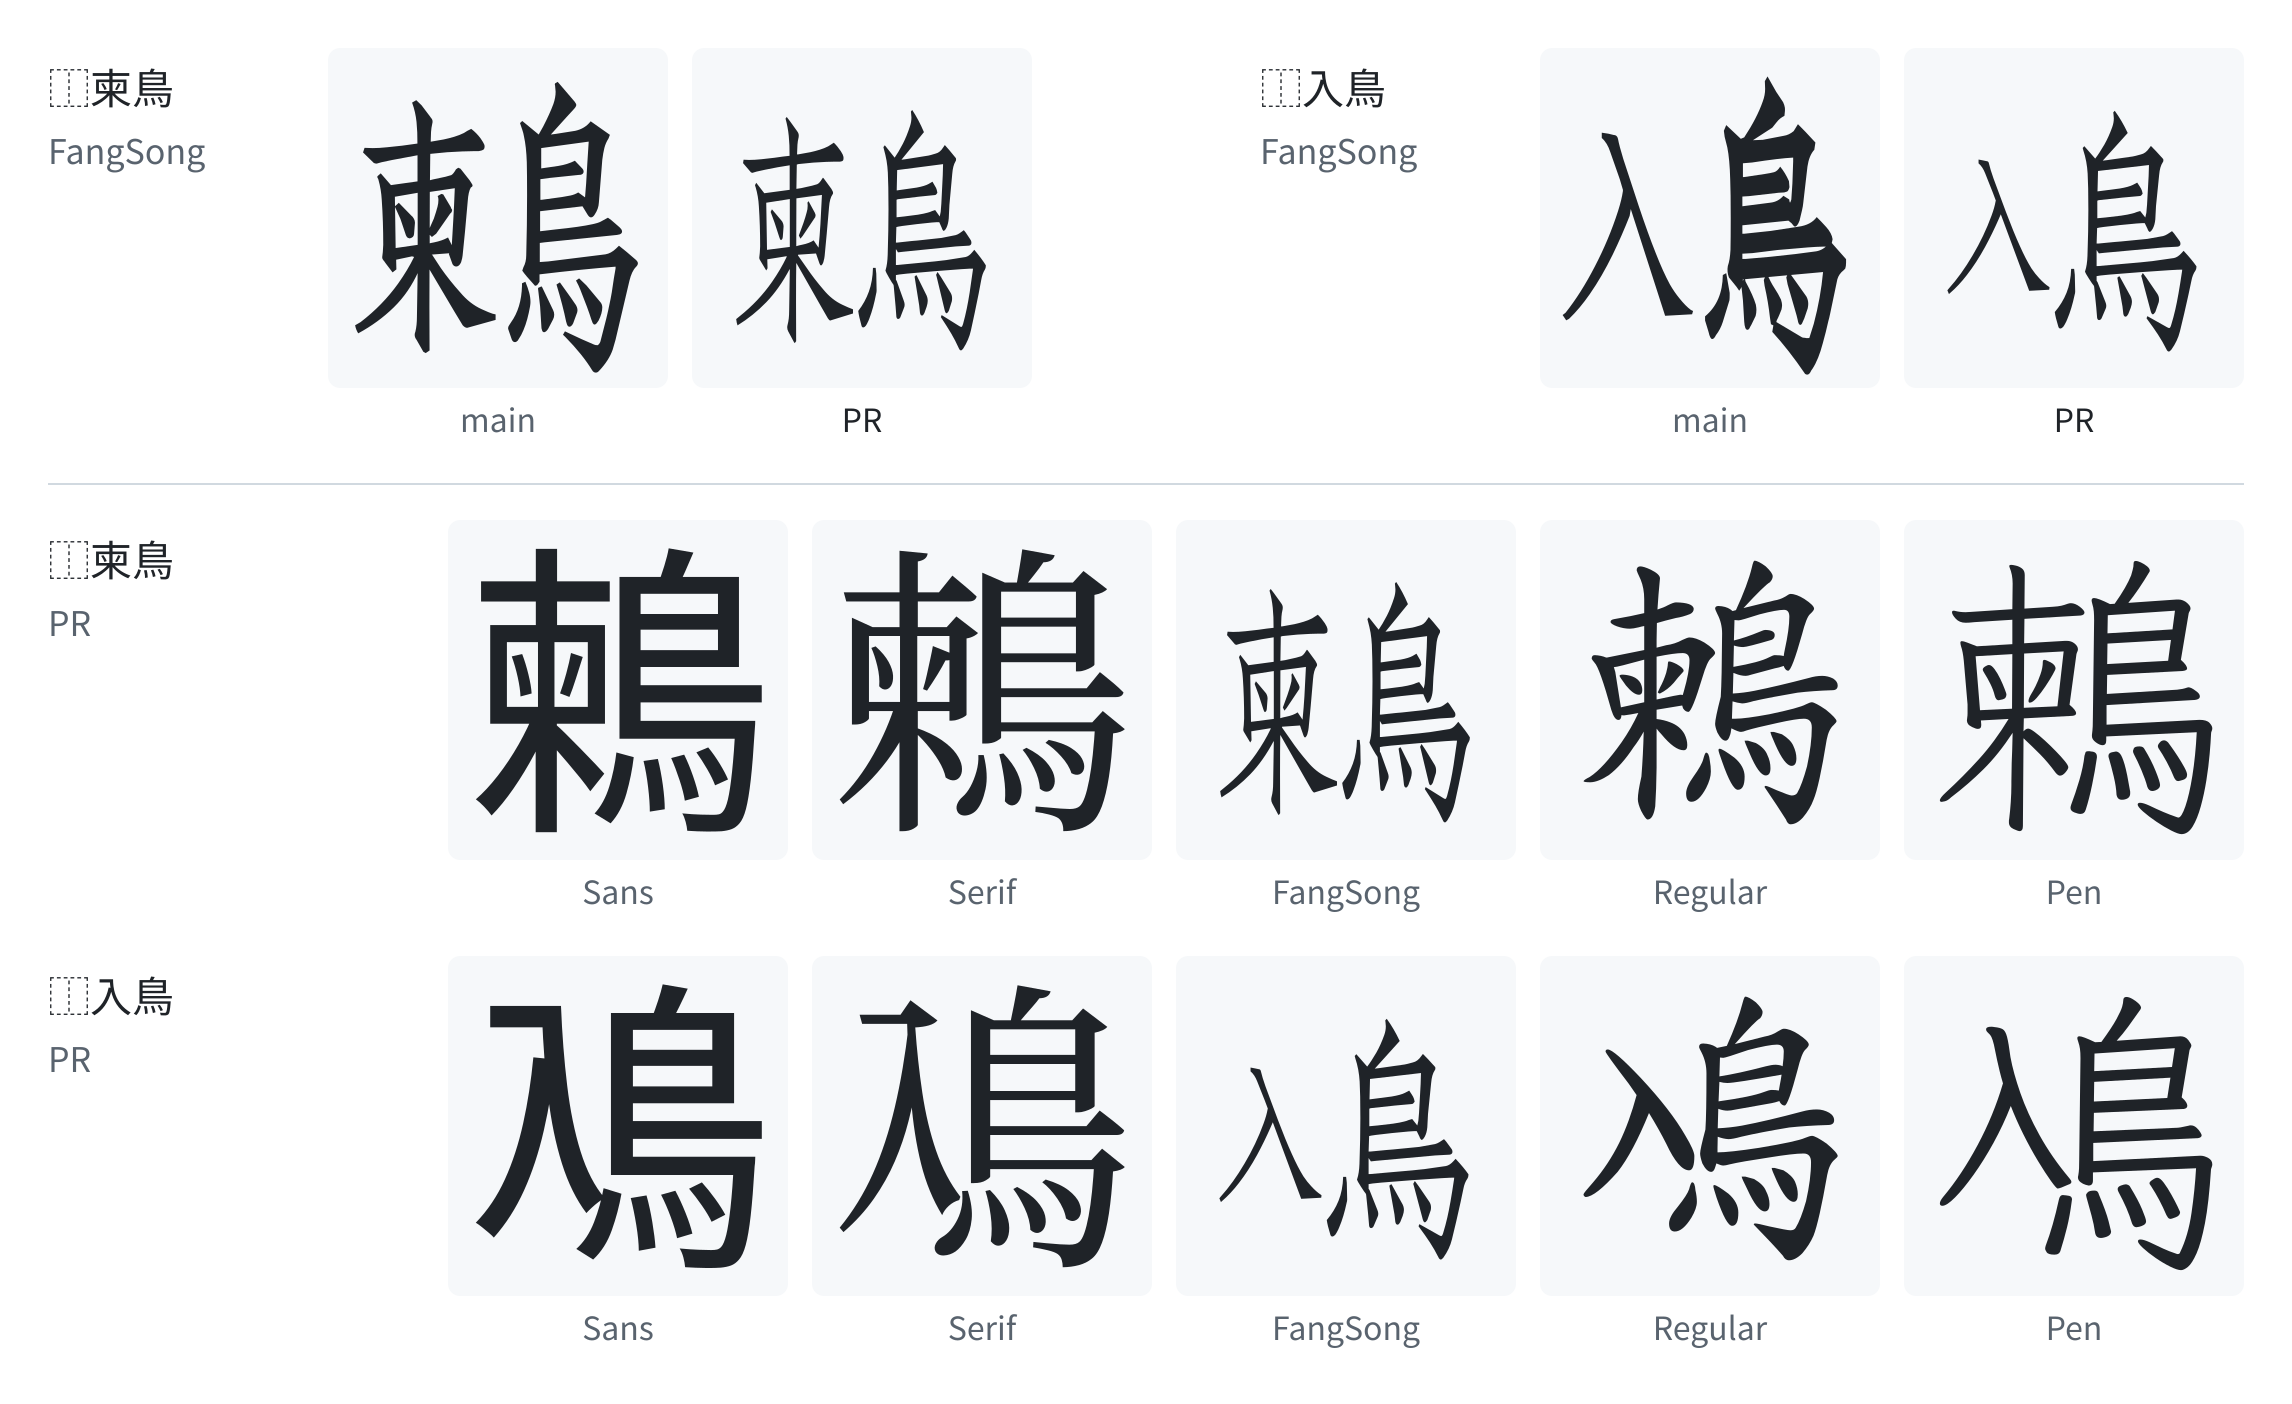 ⿰柬鳥
FangSong
main
PR
⿰入鳥
FangSong
main
PR
⿰柬鳥
PR
Sans
Serif
FangSong
Regular
Pen
⿰入鳥
PR
Sans
Serif
FangSong
Regular
Pen